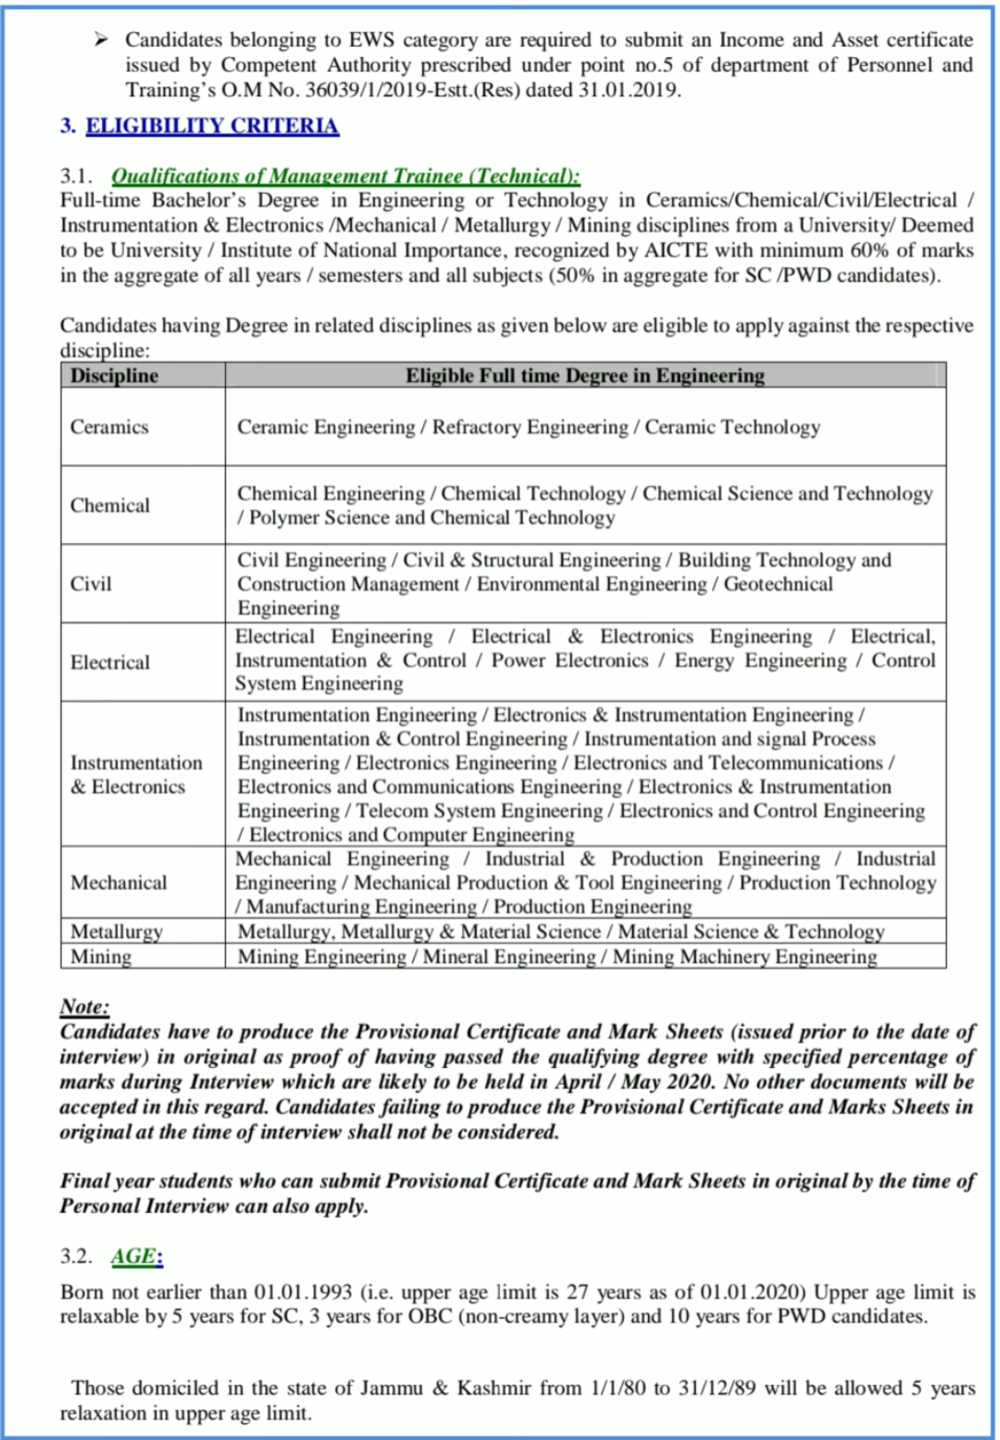 ➢ Candidates belonging to EWS category are required to submit an Income and Asset certificate
issued by Competent Authority prescribed under point no.5 of department of Personnel and
Training's O.M No. 36039/1/2019-Estt.(Res) dated 31.01.2019.
3. ELIGIBILITY CRITERIA
3.1. Qualifications of Management Trainee (Technical):
Full-time Bachelor's Degree in Engineering or Technology in Ceramics/Chemical/Civil/Electrical /
Instrumentation & Electronics /Mechanical / Metallurgy / Mining disciplines from a University/ Deemed
to be University / Institute of National Importance, recognized by AICTE with minimum 60% of marks
in the aggregate of all years / semesters and all subjects (50% in aggregate for SC /PWD candidates).
Candidates having Degree in related disciplines as given below are eligible to apply against the respective
discipline:
Discipline Eligible Full time Degree in Engineering
Ceramics Ceramic Engineering / Refractory Engineering / Ceramic Technology
Chemical
Chemical Engineering / Chemical Technology / Chemical Science and Technology
/ Polymer Science and Chemical Technology
Civil
Civil Engineering / Civil & Structural Engineering / Building Technology and
Construction Management / Environmental Engineering / Geotechnical
Engineering
Electrical
Electrical Engineering / Electrical & Electronics Engineering / Electrical,
Instrumentation & Control / Power Electronics / Energy Engineering / Control
System Engineering
Instrumentation
& Electronics
Instrumentation Engineering / Electronics & Instrumentation Engineering /
Instrumentation & Control Engineering / Instrumentation and signal Process
Engineering / Electronics Engineering / Electronics and Telecommunications /
Electronics and Communications Engineering / Electronics & Instrumentation
Engineering / Telecom System Engineering / Electronics and Control Engineering
/ Electronics and Computer Engineering
Mechanical
Mechanical Engineering / Industrial & Production Engineering / Industrial
Engineering / Mechanical Production & Tool Engineering / Production Technology
/ Manufacturing Engineering / Production Engineering
Metallurgy Metallurgy, Metallurgy & Material Science / Material Science & Technology
Mining Mining Engineering / Mineral Engineering / Mining Machinery Engineering
Note:
Candidates have to produce the Provisional Certificate and Mark Sheets (issued prior to the date of
interview) in original as proof of having passed the qualifying degree with specified percentage of
marks during Interview which are likely to be held in April / May 2020. No other documents will be
accepted in this regard. Candidates failing to produce the Provisional Certificate and Marks Sheets in
original at the time of interview shall not be considered.
Final year students who can submit Provisional Certificate and Mark Sheets in original by the time of
Personal Interview can also apply.
3.2. AGE:
Born not earlier than 01.01.1993 (i.e. upper age limit is 27 years as of 01.01.2020) Upper age limit is
relaxable by 5 years for SC, 3 years for OBC (non-creamy layer) and 10 years for PWD candidates.
Those domiciled in the state of Jammu & Kashmir from 1/1/80 to 31/12/89 will be allowed 5 years
relaxation in upper age limit.